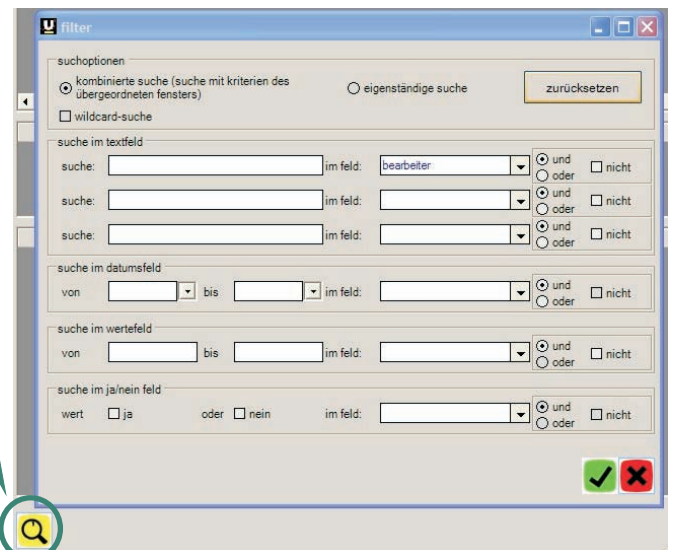 filter
suchoptionen
kombinierte suche (suche mit kriterien des
übergeordneten fensters)
eigenständige suche
zurücksetzen
wildcard-suche
suche im textfeld
suche: im feld: bearbeiter und oder nicht
suche: im feld: und oder nicht
suche: im feld: und oder nicht
suche im datumsfeld
von bis im feld: und oder nicht
suche im wertefeld
von bis im feld: und oder nicht
suche im ja/nein feld
wert ja oder nein im feld: und oder nicht